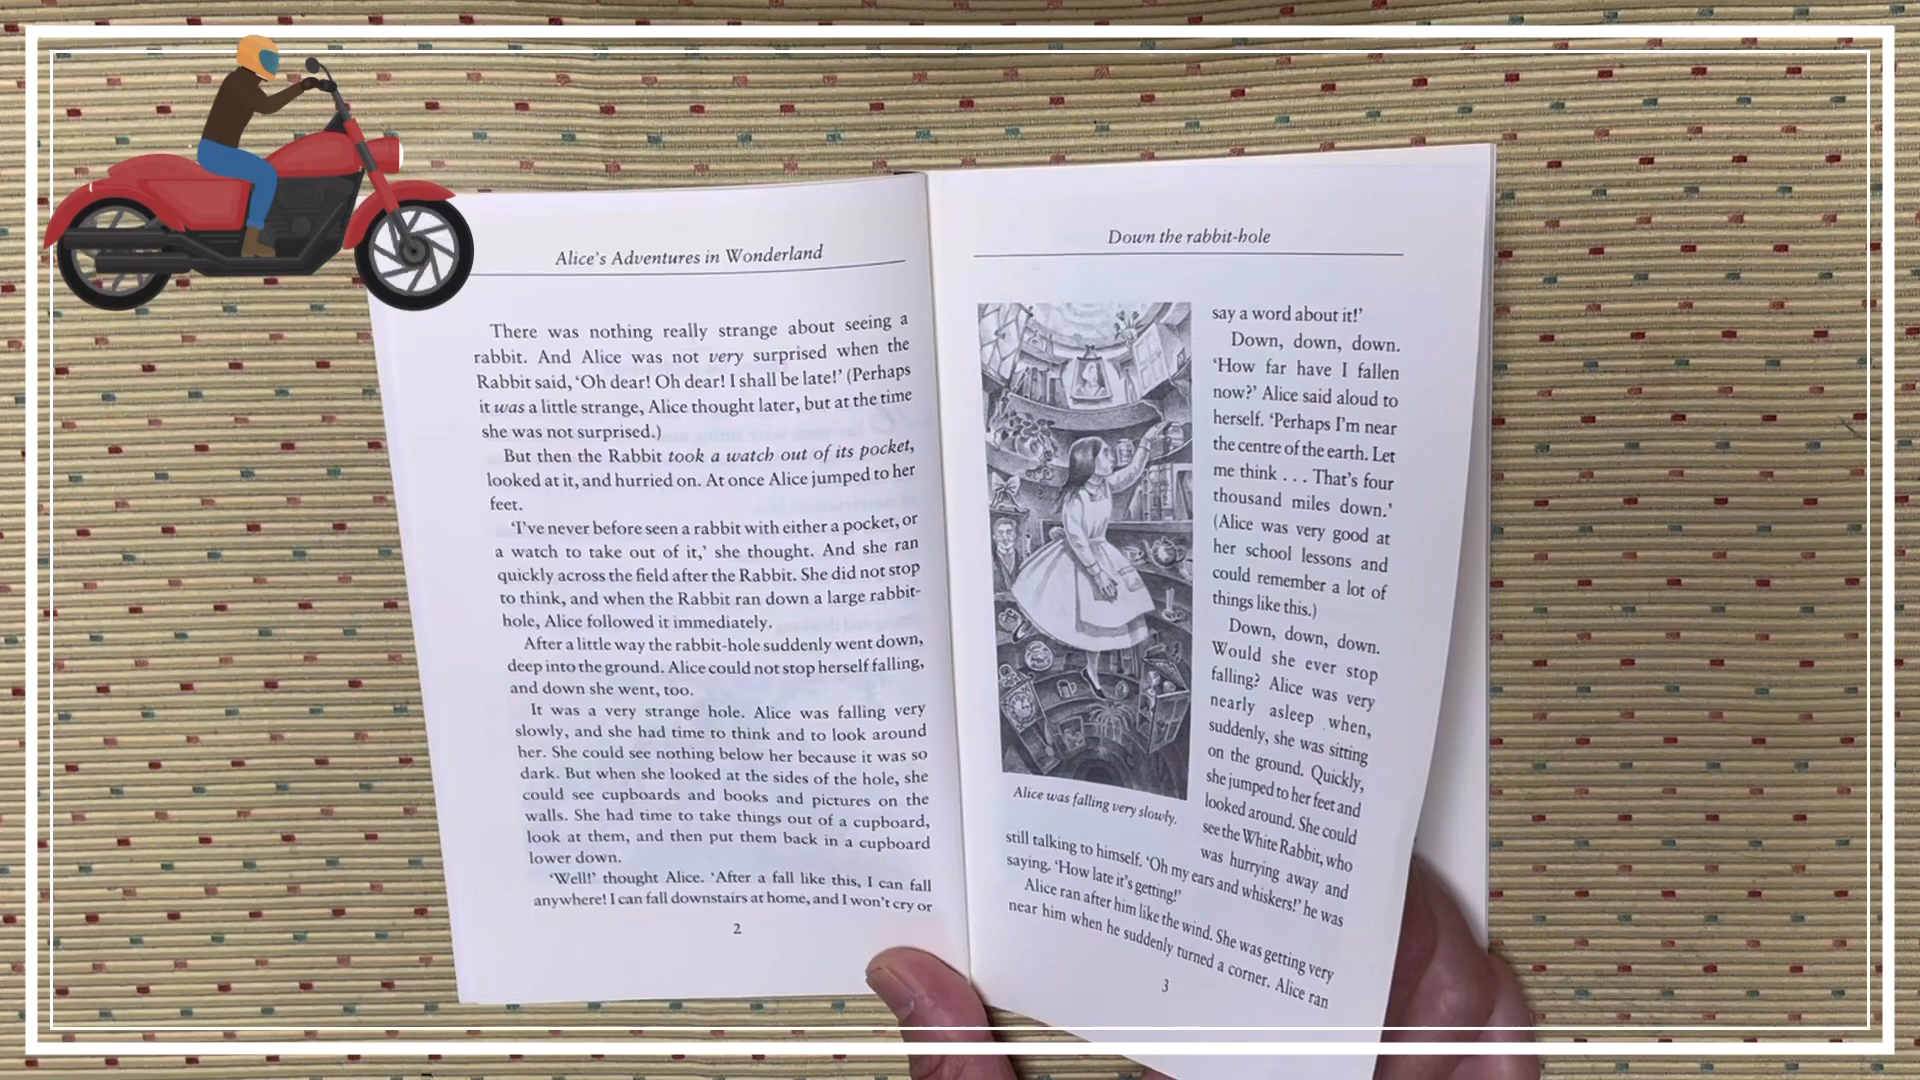 Alice's Adventures in Wonderland
There was nothing really strange about seeing a
rabbit. And Alice was not very surprised when the
Rabbit said, ‘Oh dear! Oh dear! I shall be late!’ (Perhaps
it was a little strange, Alice thought later, but at the time
she was not surprised.)
But then the Rabbit took a watch out of its pocket,
looked at it, and hurried on. At once Alice jumped to her
feet.
‘I've never before seen a rabbit with either a pocket, or
a watch to take out of it,’ she thought. And she ran
quickly across the field after the Rabbit. She did not stop
to think, and when the Rabbit ran down a large rabbit-
hole, Alice followed it immediately.
After a little way the rabbit-hole suddenly went down,
deep into the ground. Alice could not stop herself falling,
and down she went, too.
It was a very strange hole. Alice was falling very
slowly, and she had time to think and to look around
her. She could see nothing below her because it was so
dark. But when she looked at the sides of the hole, she
could see cupboards and books and pictures on the
walls. She had time to take things out of a cupboard,
look at them, and then put them back in a cupboard
lower down.
‘Well!’ thought Alice. ‘After a fall like this, I can fall
anywhere! I can fall downstairs at home, and I won't cry or
2
Down the rabbit-hole
say a word about it!’
Down, down, down.
‘How far have I fallen
now?’ Alice said aloud to
herself. ‘Perhaps I'm near
the centre of the earth. Let
me think . . . That's four
thousand miles down.’
(Alice was very good at
her school lessons and
could remember a lot of
things like this.)
Down, down, down.
Would she ever stop
falling? Alice was very
nearly asleep when,
suddenly, she was sitting
on the ground. Quickly,
she jumped to her feet and
looked around. She could
see the White Rabbit, who
was hurrying away and
Alice was falling very slowly.
still talking to himself. ‘Oh my ears and whiskers!’ he was
saying. ‘How late it's getting!’
Alice ran after him like the wind. She was getting very
near him when he suddenly turned a corner. Alice ran
3